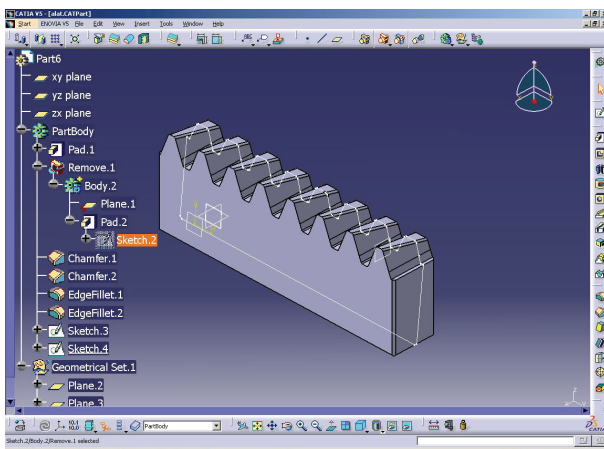 CATIA V5 - [alat.CATPart]
Start ENOVIA V5 File Edit View Insert Tools Window Help
Part6
xy plane
yz plane
zx plane
PartBody
Pad.1
Remove.1
Body.2
Plane.1
Pad.2
Sketch.2
Chamfer.1
Chamfer.2
EdgeFillet.1
EdgeFillet.2
Sketch.3
Sketch.4
Geometrical Set.1
Plane.2
Plane.3
PartBody
Sketch.2/Body.2/Remove.1 selected